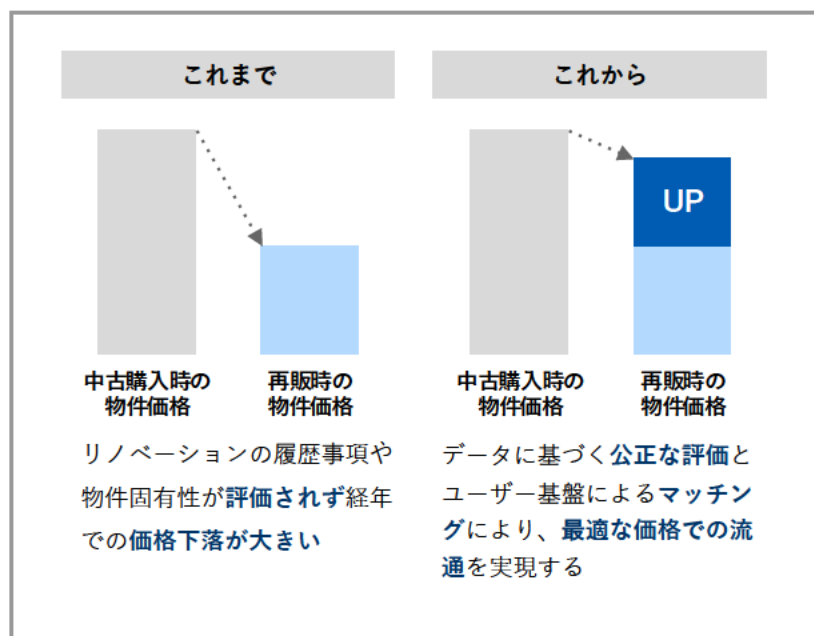 これまで
中古購入時の
物件価格
再販時の
物件価格
リノベーションの履歴事項や
物件固有性が評価されず経年
での価格下落が大きい
これから
UP
中古購入時の
物件価格
再販時の
物件価格
データに基づく公正な評価と
ユーザー基盤によるマッチン
グにより、最適な価格での流
通を実現する